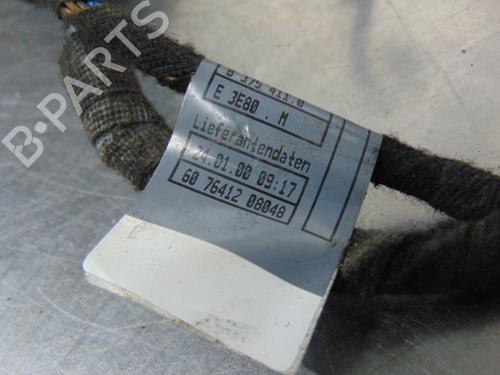 8 375 411.0
E 3E80 . M
Lieferantendaten
24.01.00 09:17
60 76412 08048
B-PARTS